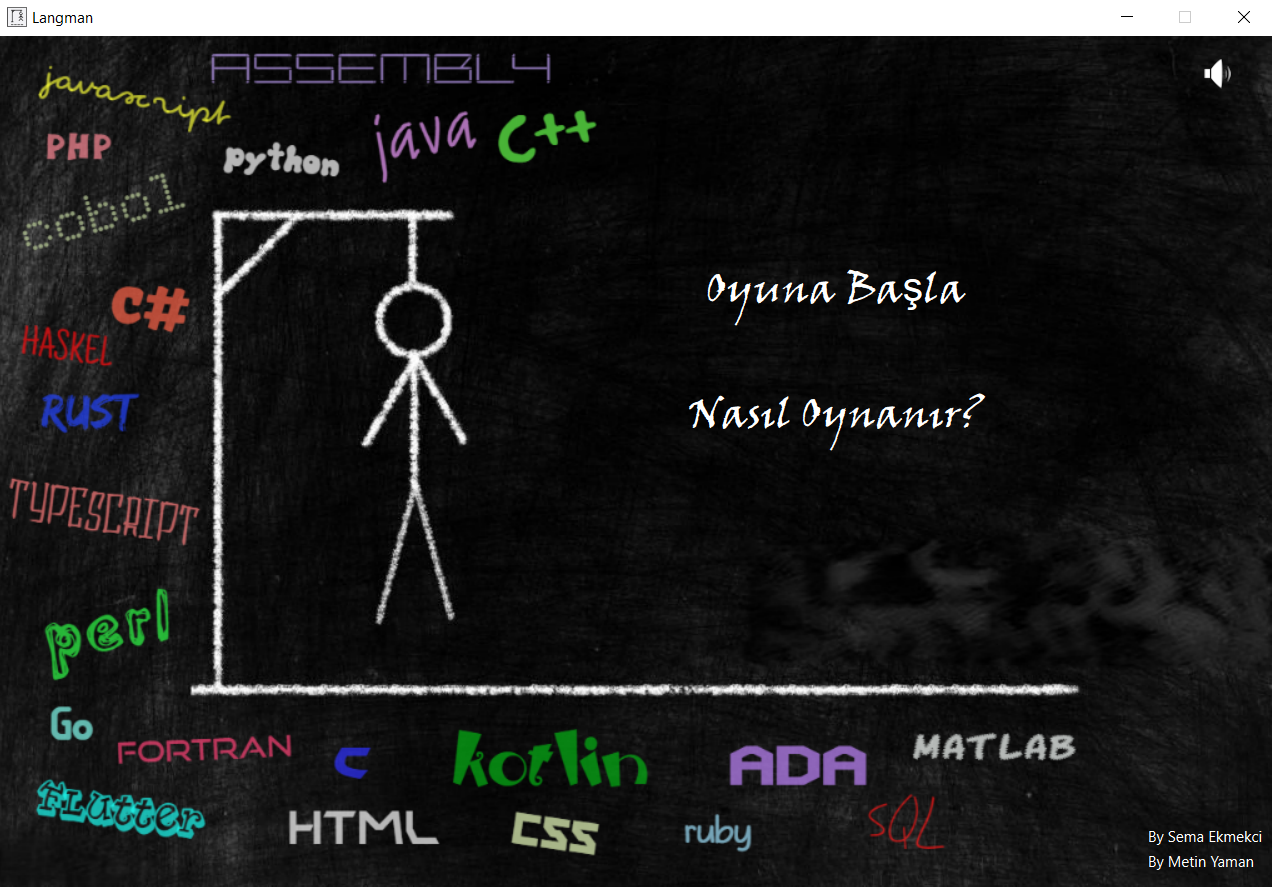 Langman
ASSEMBLY
javascript
PHP
python
java
C++
cobol
C#
HASKEL
RUST
TYPESCRIPT
perl
Oyuna Başla
Nasıl Oynanır?
Go
FORTRAN
C
kotlin
ADA
MATLAB
FLutter
HTML
CSS
ruby
SQL
By Sema Ekmekci
By Metin Yaman